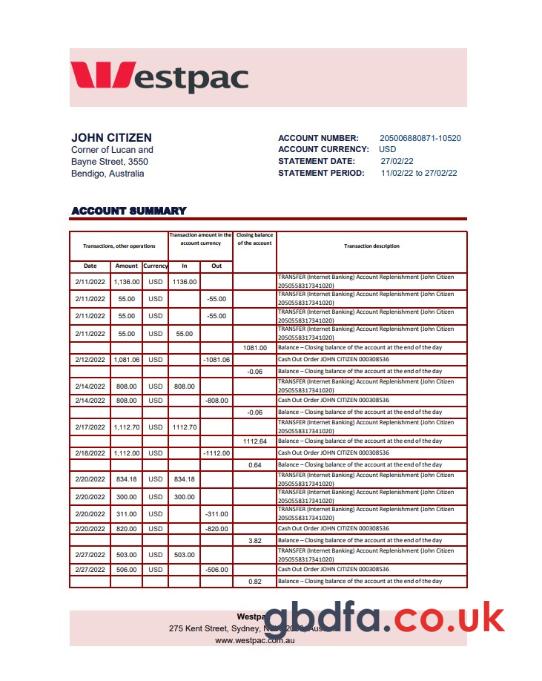 Westpac
JOHN CITIZEN
Corner of Lucan and
Bayne Street, 3550
Bendigo, Australia
ACCOUNT NUMBER: 205006880871-10520
ACCOUNT CURRENCY: USD
STATEMENT DATE: 27/02/22
STATEMENT PERIOD: 11/02/22 to 27/02/22
ACCOUNT SUMMARY
Transactions, other operations
Transaction amount in the
account currency
Closing balance
of the account
Transaction description
Date Amount Currency In Out
2/11/2022 1,136.00 USD 1136.00 TRANSFER (Internet Banking) Account Replenishment (John Citizen
2050558317341020)
2/11/2022 55.00 USD -55.00 TRANSFER (Internet Banking) Account Replenishment (John Citizen
2050558317341020)
2/11/2022 55.00 USD -55.00 TRANSFER (Internet Banking) Account Replenishment (John Citizen
2050558317341020)
2/11/2022 55.00 USD 55.00 TRANSFER (Internet Banking) Account Replenishment (John Citizen
2050558317341020)
1081.00 Balance – Closing balance of the account at the end of the day
2/12/2022 1,081.06 USD -1081.06 Cash Out Order JOHN CITIZEN 000308536
-0.06 Balance – Closing balance of the account at the end of the day
2/14/2022 808.00 USD 808.00 TRANSFER (Internet Banking) Account Replenishment (John Citizen
2050558317341020)
2/14/2022 808.00 USD -808.00 Cash Out Order JOHN CITIZEN 000308536
-0.06 Balance – Closing balance of the account at the end of the day
2/17/2022 1,112.70 USD 1112.70 TRANSFER (Internet Banking) Account Replenishment (John Citizen
2050558317341020)
1112.64 Balance – Closing balance of the account at the end of the day
2/18/2022 1,112.00 USD -1112.00 Cash Out Order JOHN CITIZEN 000308536
0.64 Balance – Closing balance of the account at the end of the day
2/20/2022 834.18 USD 834.18 TRANSFER (Internet Banking) Account Replenishment (John Citizen
2050558317341020)
2/20/2022 300.00 USD 300.00 TRANSFER (Internet Banking) Account Replenishment (John Citizen
2050558317341020)
2/20/2022 311.00 USD -311.00 TRANSFER (Internet Banking) Account Replenishment (John Citizen
2050558317341020)
2/20/2022 820.00 USD -820.00 Cash Out Order JOHN CITIZEN 000308536
3.82 Balance – Closing balance of the account at the end of the day
2/27/2022 503.00 USD 503.00 TRANSFER (Internet Banking) Account Replenishment (John Citizen
2050558317341020)
2/27/2022 506.00 USD -506.00 Cash Out Order JOHN CITIZEN 000308536
0.82 Balance – Closing balance of the account at the end of the day
gbdfa.co.uk
275 Kent Street, Sydney,
www.westpac.com.au